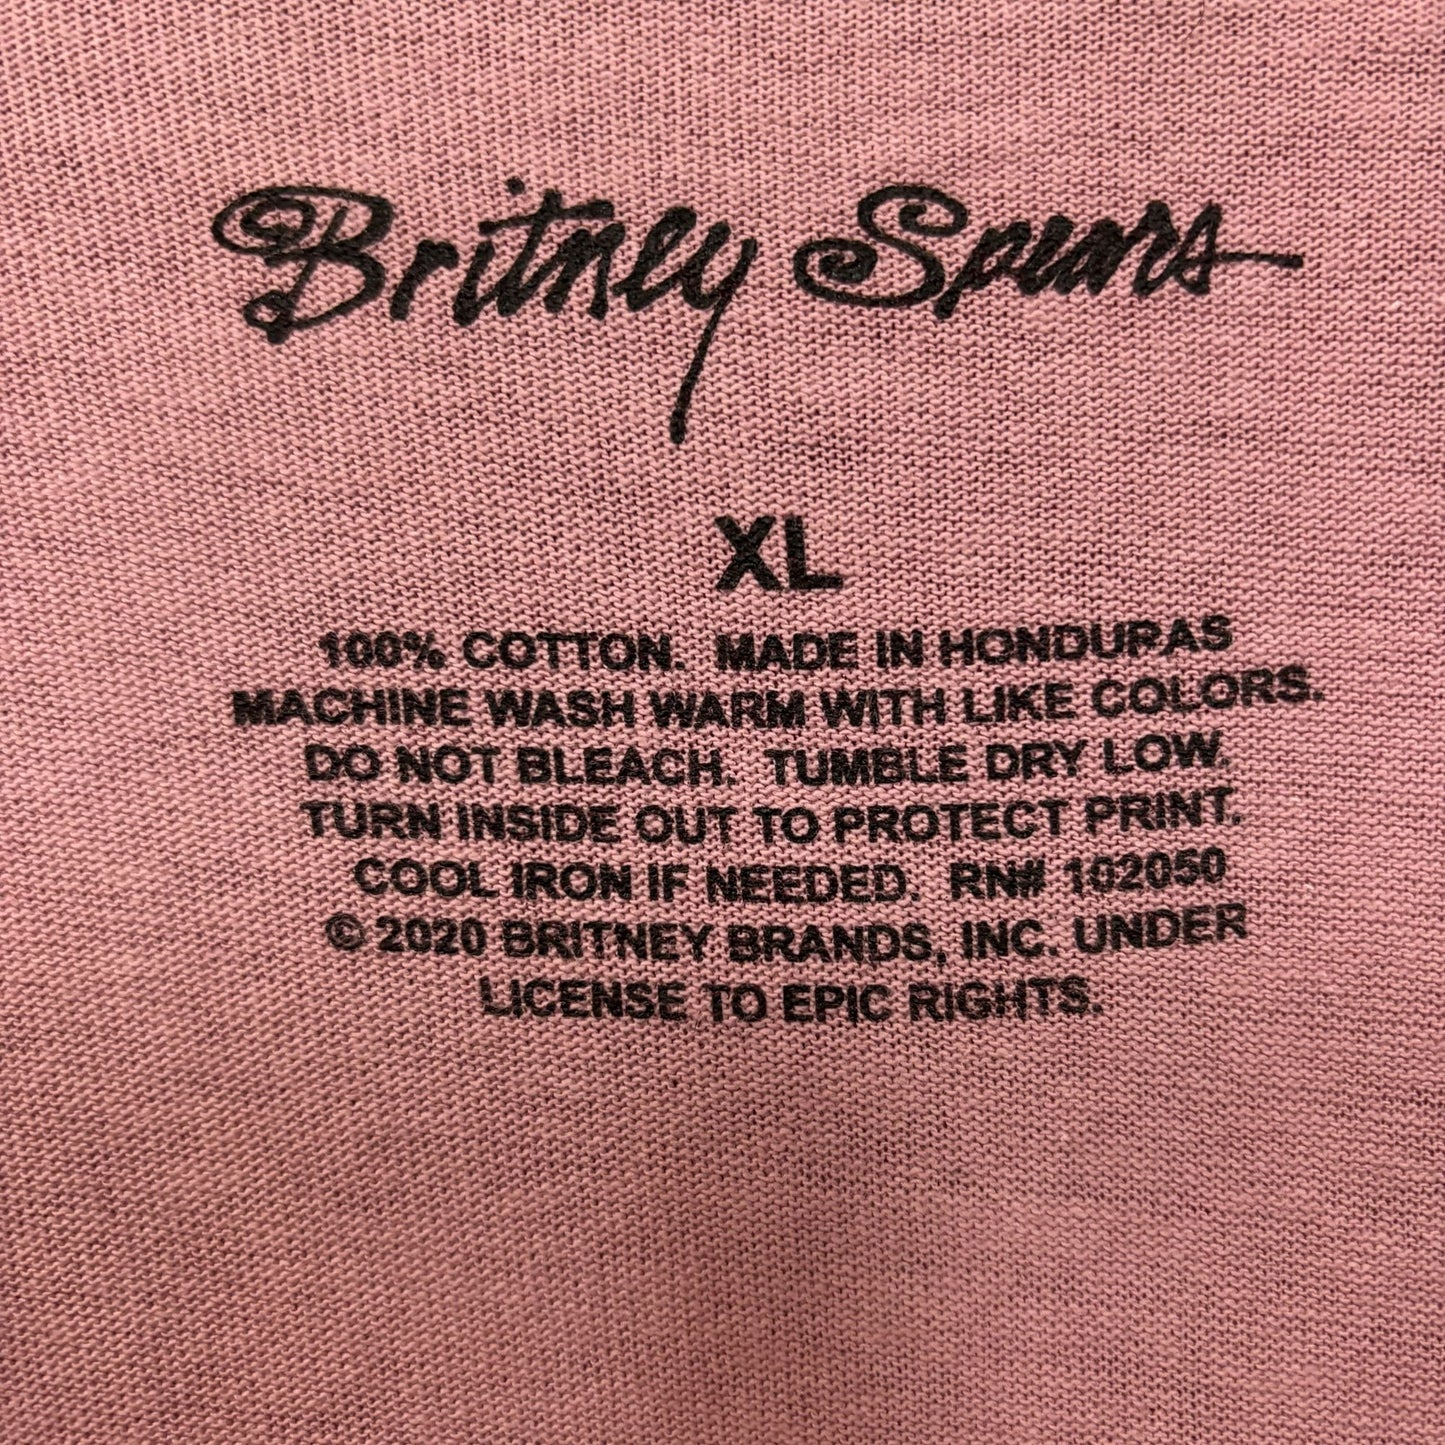 Britney Spears
XL
100% COTTON. MADE IN HONDURAS
MACHINE WASH WARM WITH LIKE COLORS.
DO NOT BLEACH. TUMBLE DRY LOW.
TURN INSIDE OUT TO PROTECT PRINT.
COOL IRON IF NEEDED. RN# 102050
© 2020 BRITNEY BRANDS, INC. UNDER
LICENSE TO EPIC RIGHTS.